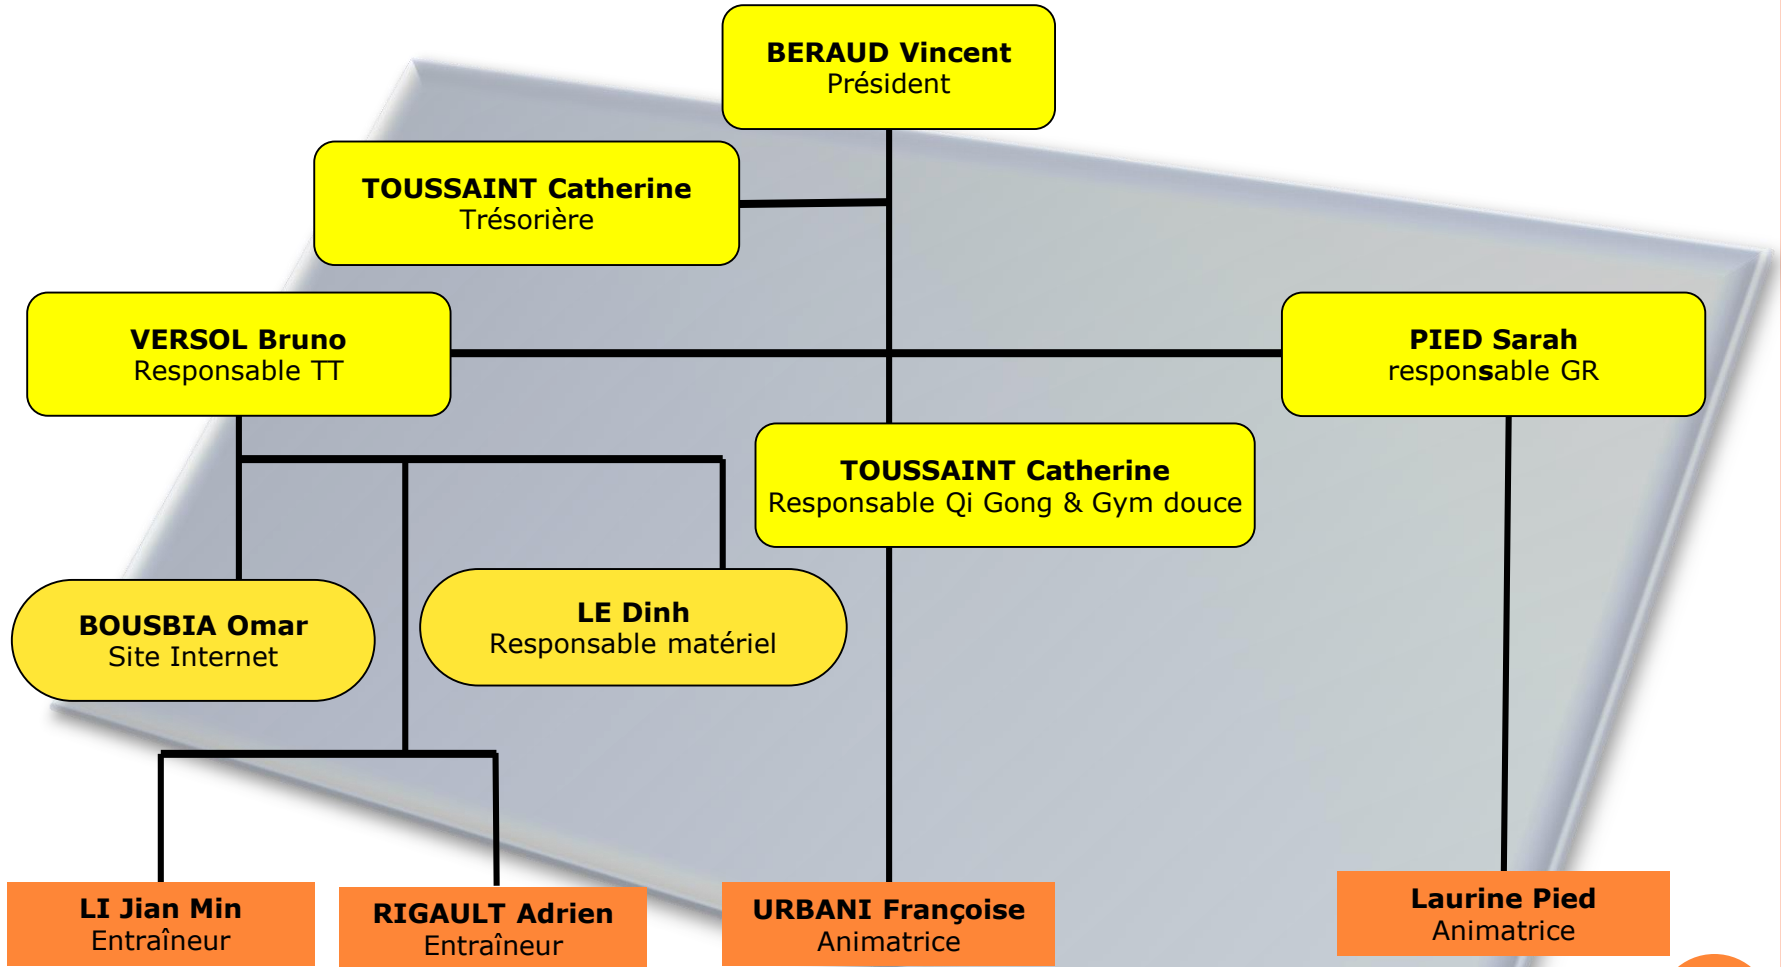 BERAUD Vincent
Président
TOUSSAINT Catherine
Trésorière
VERSOL Bruno
Responsable TT
PIED Sarah
responsable GR
TOUSSAINT Catherine
Responsable Qi Gong & Gym douce
BOUSBIA Omar
Site Internet
LE Dinh
Responsable matériel
LI Jian Min
Entraîneur
RIGAULT Adrien
Entraîneur
URBANI Françoise
Animatrice
Laurine Pied
Animatrice